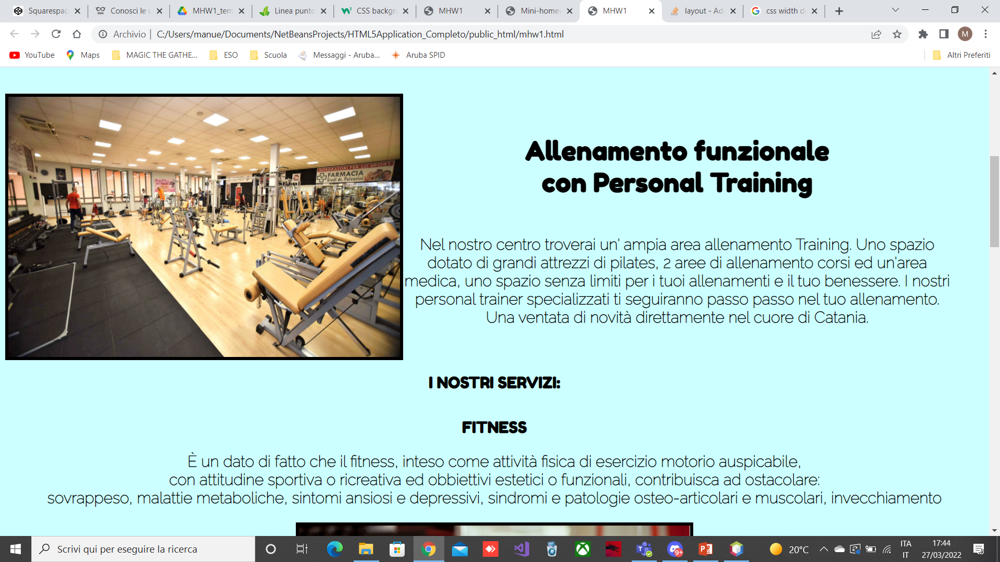 Squarespac
Conosci le u
MHW1_tem
Linea punto
CSS backgr
MHW1
Mini-homew
MHW1
layout - Ad
css width de
Archivio
C:/Users/manue/Documents/NetBeansProjects/HTML5Application_Completo/public_html/mhw1.html
M
YouTube
Maps
MAGIC THE GATHE...
ESO
Scuola
Messaggi - Aruba...
Aruba SPID
Altri Preferiti
INTEGRATORI PER LO SPORT
FARMACIA
Eredi dr. Polverini
Allenamento funzionale
con Personal Training
Nel nostro centro troverai un' ampia area allenamento Training. Uno spazio
dotato di grandi attrezzi di pilates, 2 aree di allenamento corsi ed un'area
medica, uno spazio senza limiti per i tuoi allenamenti e il tuo benessere. I nostri
personal trainer specializzati ti seguiranno passo passo nel tuo allenamento.
Una ventata di novità direttamente nel cuore di Catania.
I NOSTRI SERVIZI:
FITNESS
È un dato di fatto che il fitness, inteso come attività fisica di esercizio motorio auspicabile,
con attitudine sportiva o ricreativa ed obbiettivi estetici o funzionali, contribuisca ad ostacolare:
sovrappeso, malattie metaboliche, sintomi ansiosi e depressivi, sindromi e patologie osteo-articolari e muscolari, invecchiamento
Scrivi qui per eseguire la ricerca
9+
20°C
ITA
IT
17:44
27/03/2022